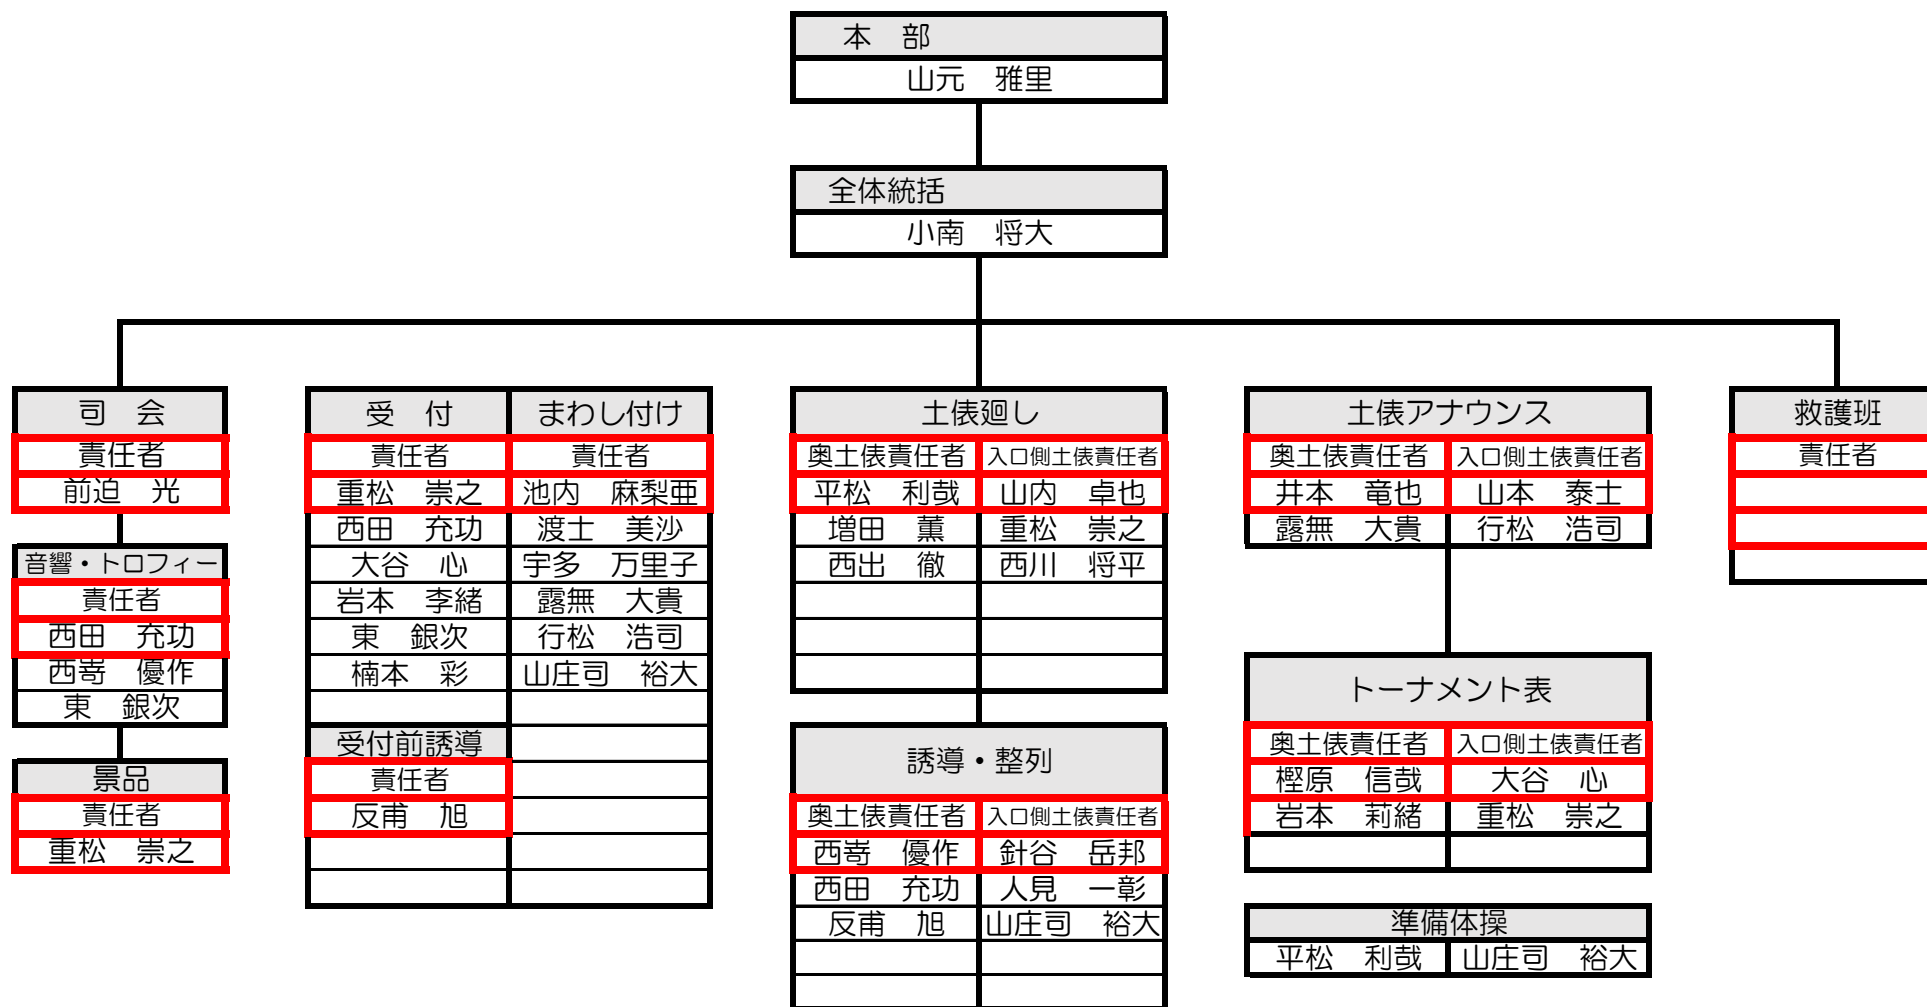 本　部
山元　雅里
全体統括
小南　将大
司　会
責任者
前迫　光
音響・トロフィー
責任者
西田　充功
西嵜　優作
東　銀次
景品
責任者
重松　崇之
受　付　まわし付け
責任者　責任者
重松　崇之　池内　麻梨亜
西田　充功　渡士　美沙
大谷　心　宇多　万里子
岩本　李緒　露無　大貴
東　銀次　行松　浩司
楠本　彩　山庄司　裕大
受付前誘導
責任者
反甫　旭
土俵廻し
奥土俵責任者　入口側土俵責任者
平松　利哉　山内　卓也
増田　薫　重松　崇之
西出　徹　西川　将平
誘導・整列
奥土俵責任者　入口側土俵責任者
西嵜　優作　針谷　岳邦
西田　充功　人見　一彰
反甫　旭　山庄司　裕大
土俵アナウンス
奥土俵責任者　入口側土俵責任者
井本　竜也　山本　泰士
露無　大貴　行松　浩司
トーナメント表
奥土俵責任者　入口側土俵責任者
樫原　信哉　大谷　心
岩本　莉緒　重松　崇之
準備体操
平松　利哉　山庄司　裕大
救護班
責任者